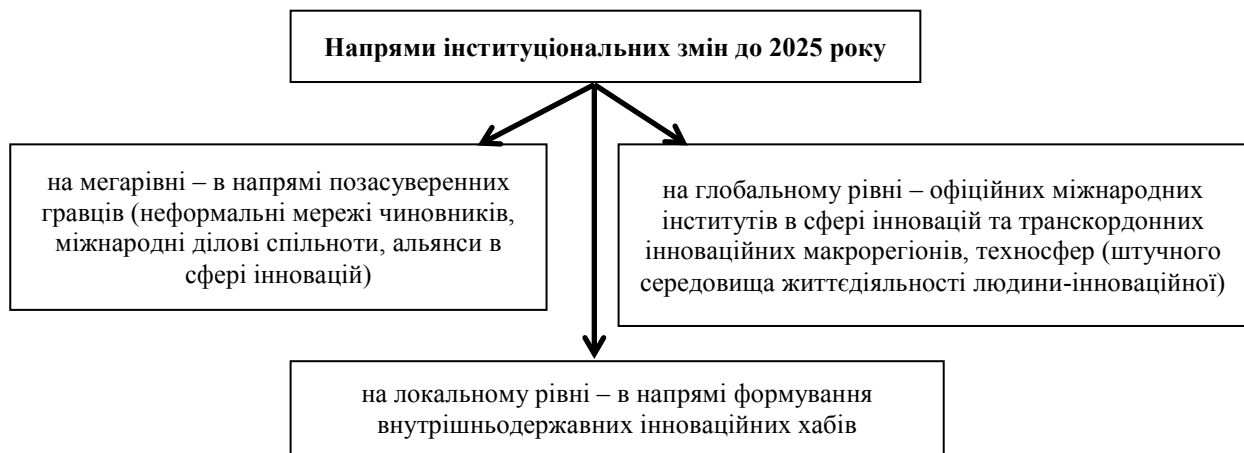 Напрями інституціональних змін до 2025 року
на мегарівні – в напрямі позасуверенних
гравців (неформальні мережі чиновників,
міжнародні ділові спільноти, альянси в
сфері інновацій)
на глобальному рівні – офіційних міжнародних
інститутів в сфері інновацій та транскордонних
інноваційних макрорегіонів, техносфер (штучного
середовища життєдіяльності людини-інноваційної)
на локальному рівні – в напрямі формування
внутрішньодержавних інноваційних хабів